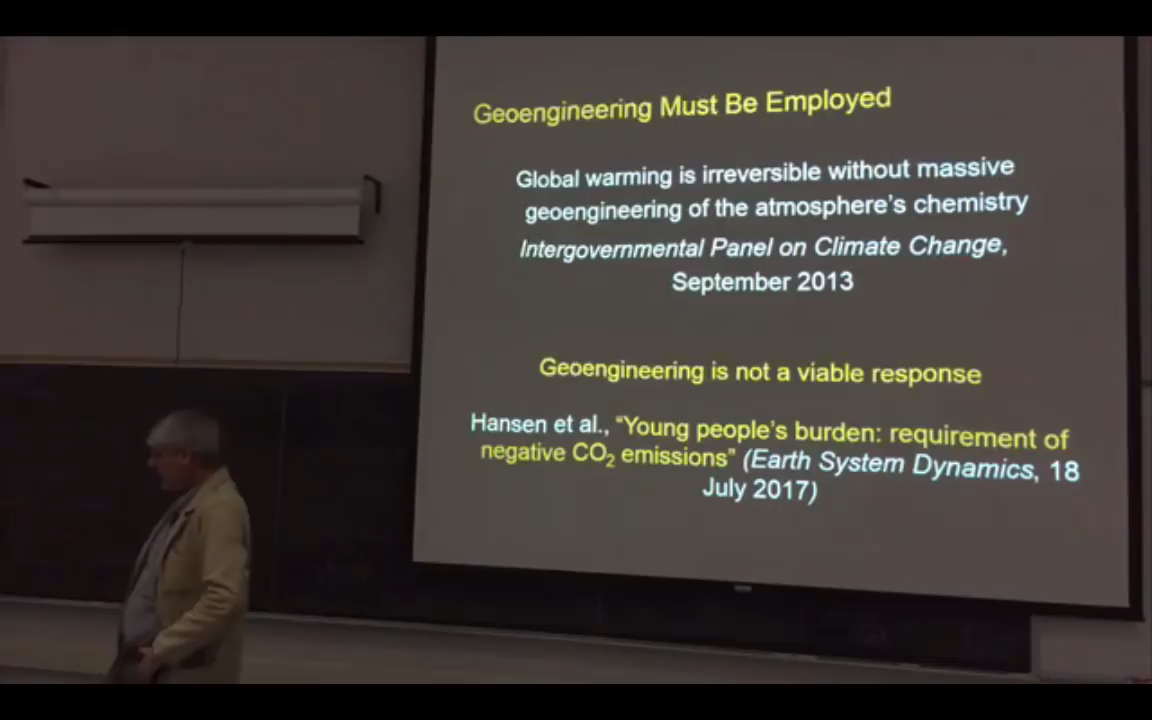 Geoengineering Must Be Employed
Global warming is irreversible without massive
geoengineering of the atmosphere's chemistry
Intergovernmental Panel on Climate Change,
September 2013
Geoengineering is not a viable response
Hansen et al., “Young people's burden: requirement of
negative CO₂ emissions” (Earth System Dynamics, 18
July 2017)